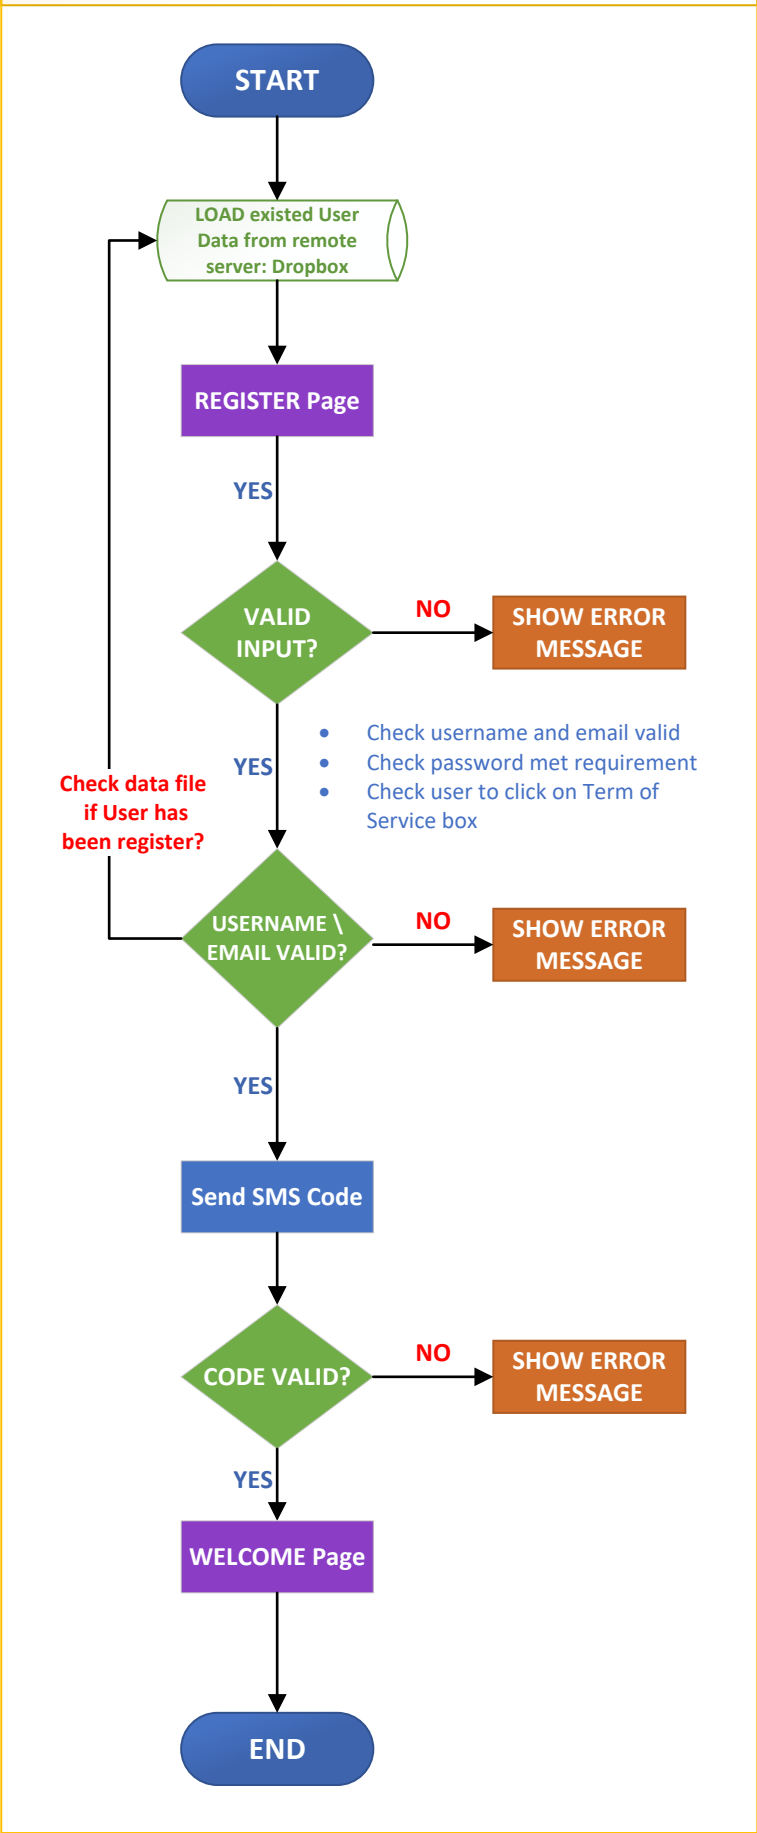 START
LOAD existed User
Data from remote
server: Dropbox
REGISTER Page
YES
VALID
INPUT?
NO
SHOW ERROR
MESSAGE
• Check username and email valid
• Check password met requirement
• Check user to click on Term of
Service box
YES
Check data file
if User has
been register?
USERNAME \
EMAIL VALID?
NO
SHOW ERROR
MESSAGE
YES
Send SMS Code
CODE VALID?
NO
SHOW ERROR
MESSAGE
YES
WELCOME Page
END